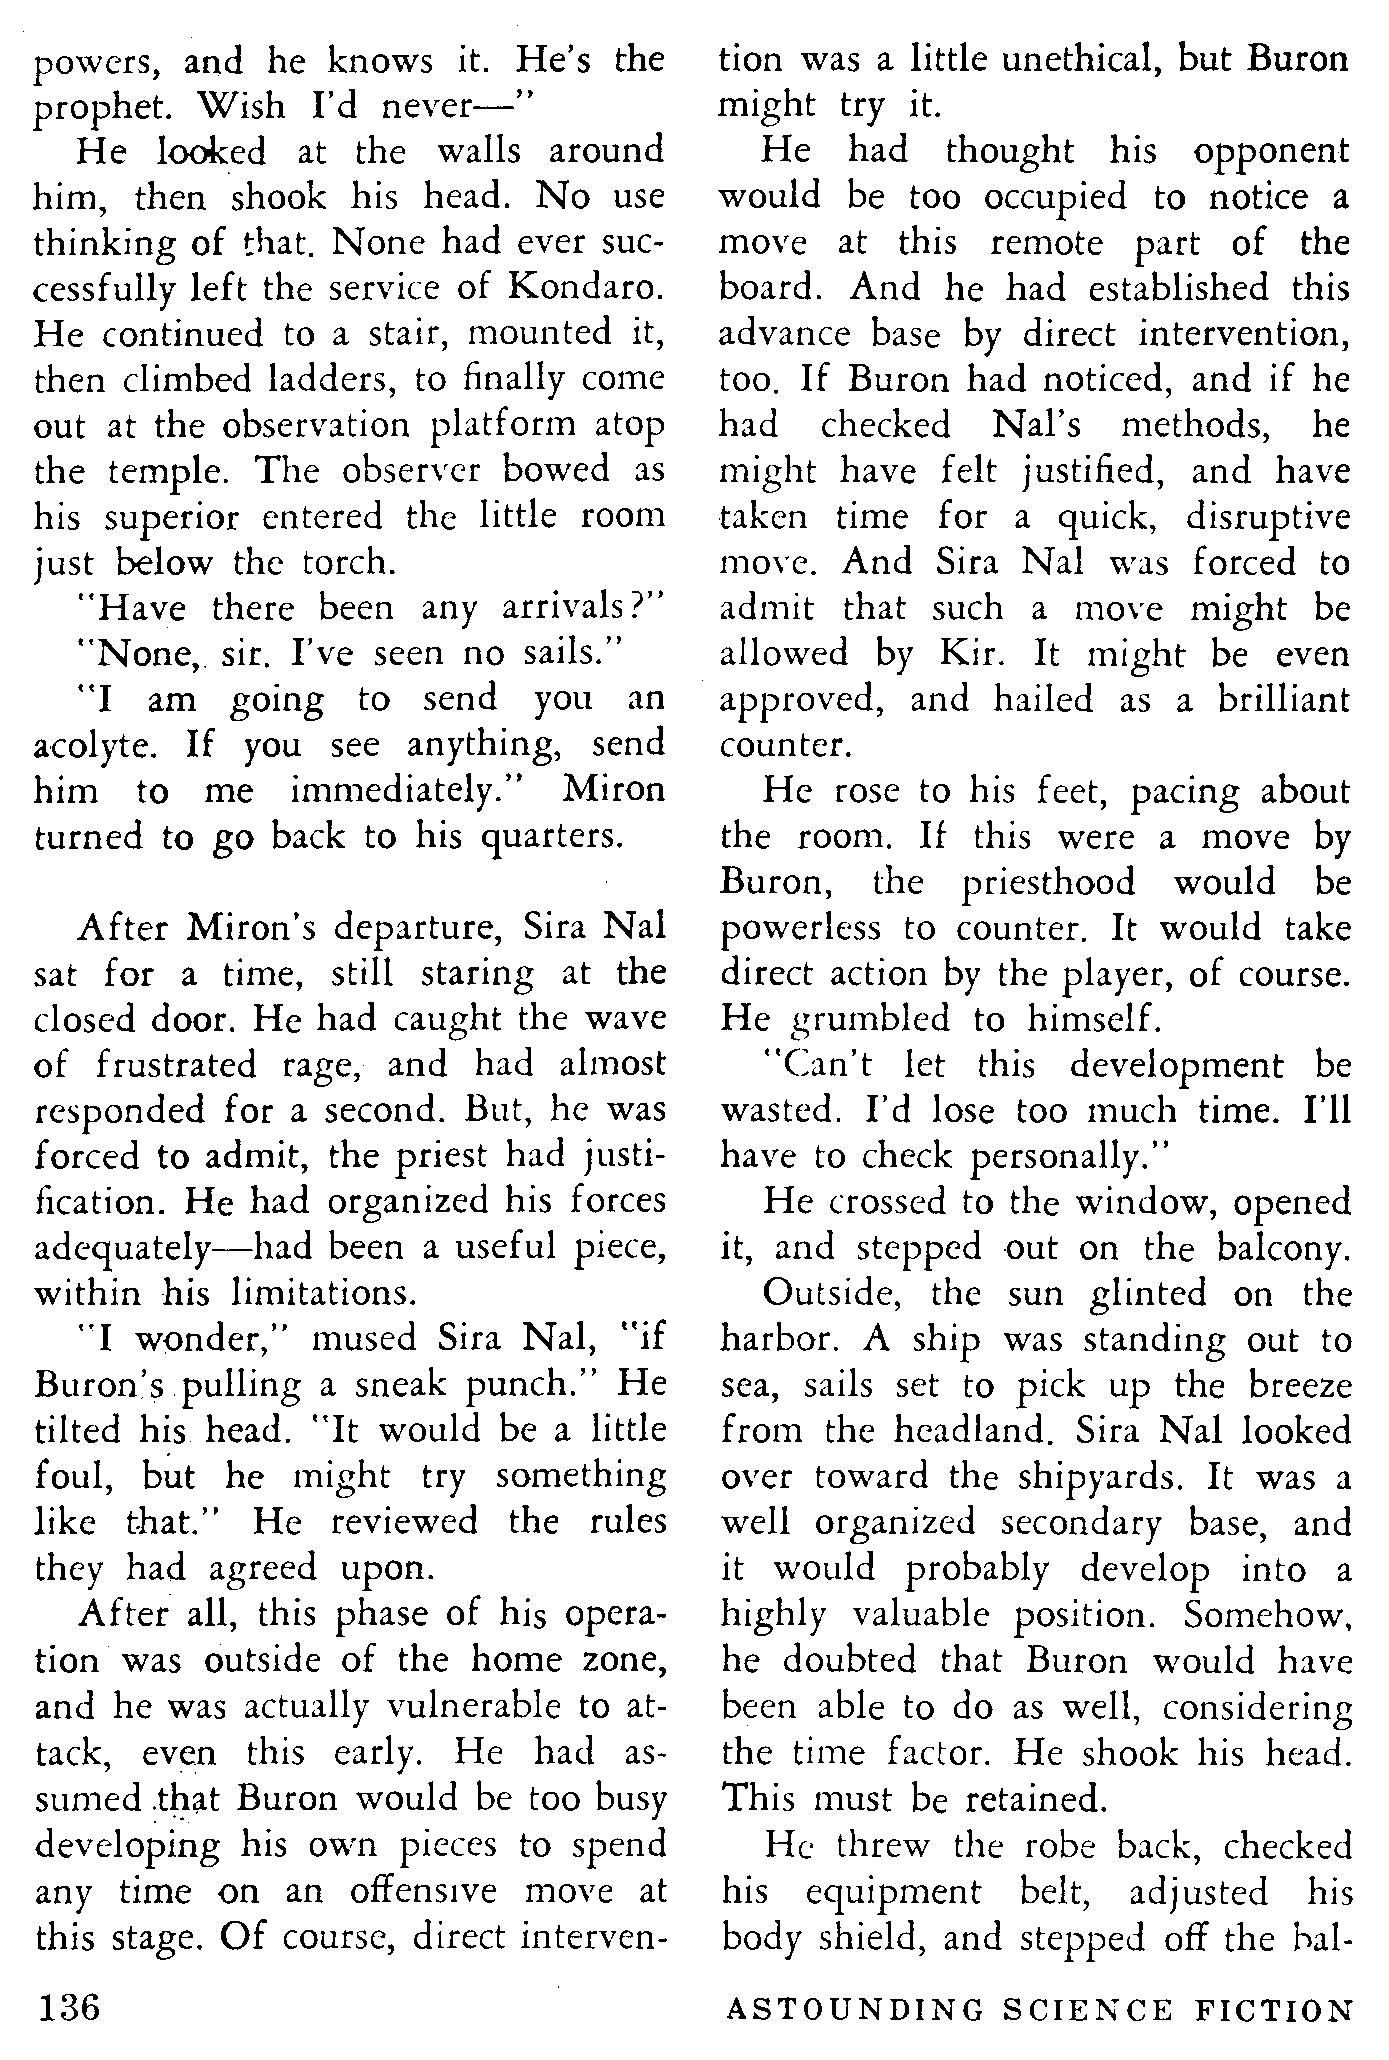 powers, and he knows it. He's the
prophet. Wish I'd never—"
He looked at the walls around
him, then shook his head. No use
thinking of that. None had ever suc-
cessfully left the service of Kondaro.
He continued to a stair, mounted it,
then climbed ladders, to finally come
out at the observation platform atop
the temple. The observer bowed as
his superior entered the little room
just below the torch.
"Have there been any arrivals?"
"None, sir. I've seen no sails."
"I am going to send you an
acolyte. If you see anything, send
him to me immediately." Miron
turned to go back to his quarters.
After Miron's departure, Sira Nal
sat for a time, still staring at the
closed door. He had caught the wave
of frustrated rage, and had almost
responded for a second. But, he was
forced to admit, the priest had justi-
fication. He had organized his forces
adequately—had been a useful piece,
within his limitations.
"I wonder," mused Sira Nal, "if
Buron's pulling a sneak punch." He
tilted his head. "It would be a little
foul, but he might try something
like that." He reviewed the rules
they had agreed upon.
After all, this phase of his opera-
tion was outside of the home zone,
and he was actually vulnerable to at-
tack, even this early. He had as-
sumed that Buron would be too busy
developing his own pieces to spend
any time on an offensive move at
this stage. Of course, direct interven-
tion was a little unethical, but Buron
might try it.
He had thought his opponent
would be too occupied to notice a
move at this remote part of the
board. And he had established this
advance base by direct intervention,
too. If Buron had noticed, and if he
had checked Nal's methods, he
might have felt justified, and have
taken time for a quick, disruptive
move. And Sira Nal was forced to
admit that such a move might be
allowed by Kir. It might be even
approved, and hailed as a brilliant
counter.
He rose to his feet, pacing about
the room. If this were a move by
Buron, the priesthood would be
powerless to counter. It would take
direct action by the player, of course.
He grumbled to himself.
"Can't let this development be
wasted. I'd lose too much time. I'll
have to check personally."
He crossed to the window, opened
it, and stepped out on the balcony.
Outside, the sun glinted on the
harbor. A ship was standing out to
sea, sails set to pick up the breeze
from the headland. Sira Nal looked
over toward the shipyards. It was a
well organized secondary base, and
it would probably develop into a
highly valuable position. Somehow,
he doubted that Buron would have
been able to do as well, considering
the time factor. He shook his head.
This must be retained.
He threw the robe back, checked
his equipment belt, adjusted his
body shield, and stepped off the bal-
136
ASTOUNDING SCIENCE FICTION